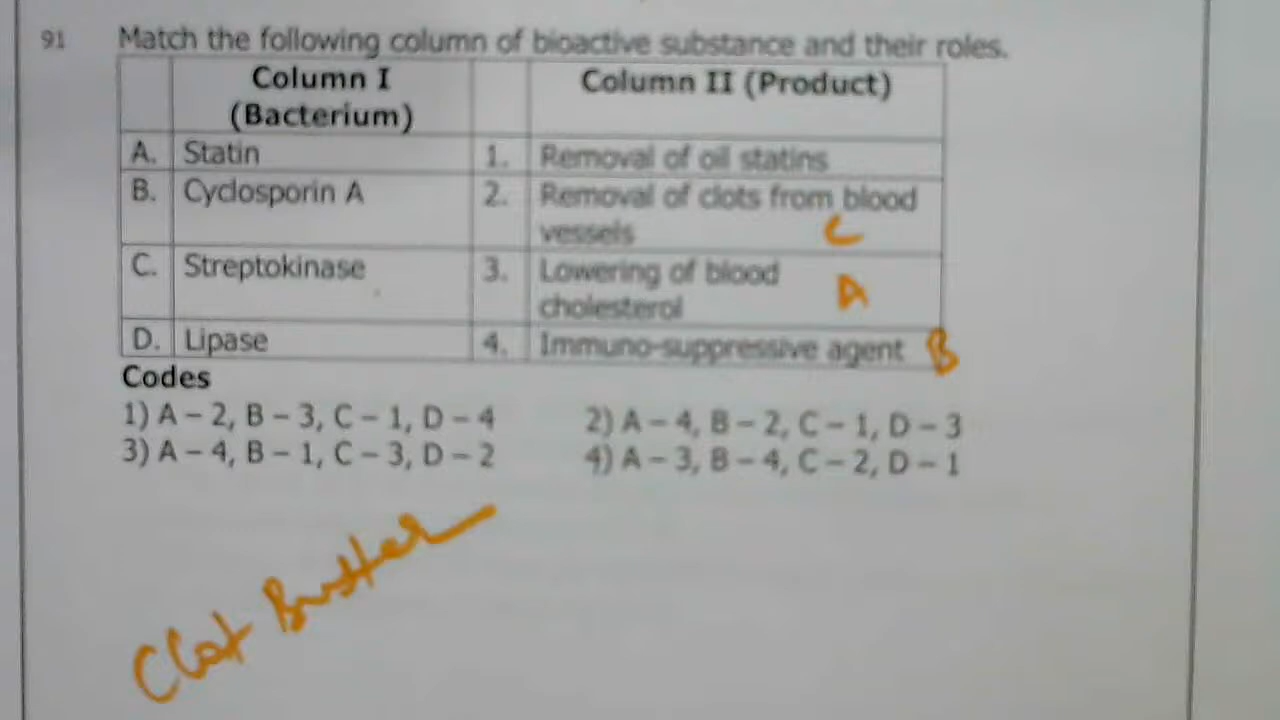 91 Match the following column of bioactive substance and their roles.
Column I (Bacterium) Column II (Product)
A. Statin 1. Removal of oil statins
B. Cyclosporin A 2. Removal of clots from blood vessels C
C. Streptokinase 3. Lowering of blood cholesterol A
D. Lipase 4. Immuno-suppressive agent B
Codes
1) A – 2, B – 3, C – 1, D – 4 2) A – 4, B – 2, C – 1, D – 3
3) A – 4, B – 1, C – 3, D – 2 4) A – 3, B – 4, C – 2, D – 1
Clot Buster